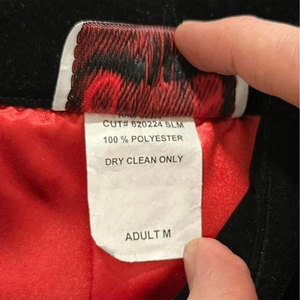 CUT# 620224 SLM
100 % POLYESTER
DRY CLEAN ONLY
ADULT M